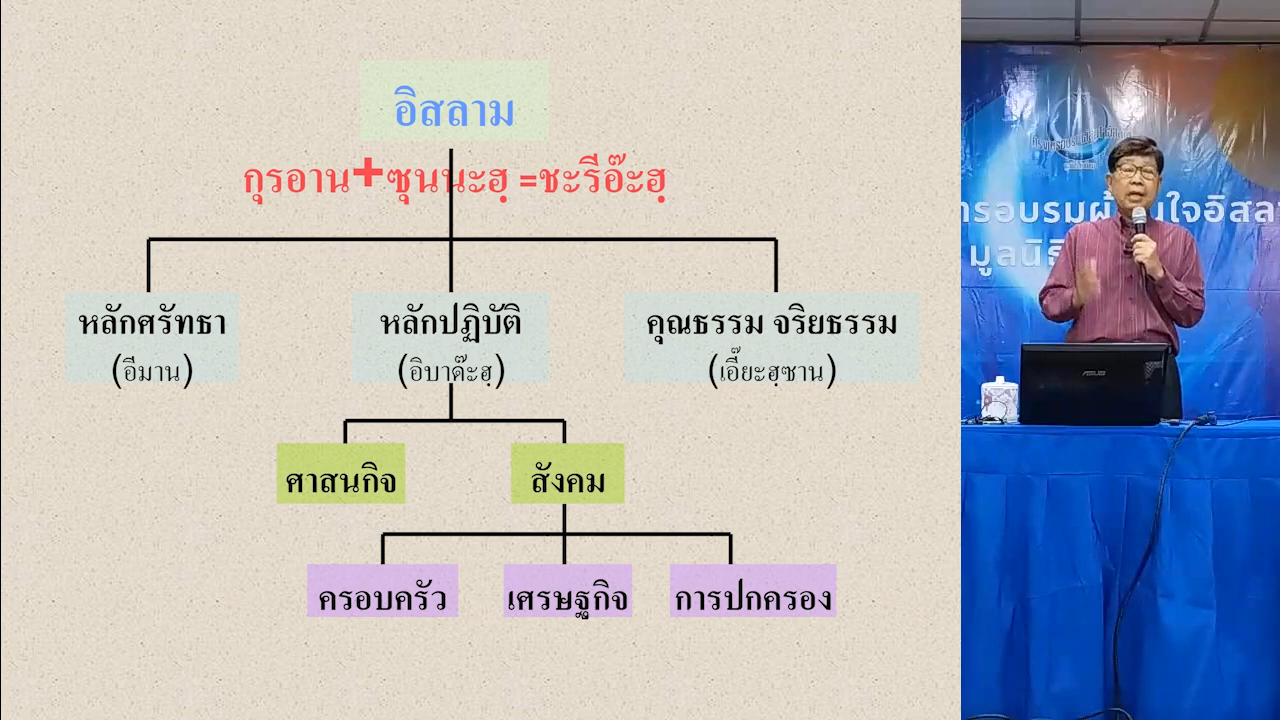 อิสลาม
กุรอาน+ซุนนะฮฺ =ชะรีอ๊ะฮฺ
หลักศรัทธา
(อีมาน)
หลักปฏิบัติ
(อิบาด๊ะฮฺ)
คุณธรรม จริยธรรม
(เอี๊ยะฮฺซาน)
ศาสนกิจ
สังคม
ครอบครัว
เศรษฐกิจ
การปกครอง
ASUS